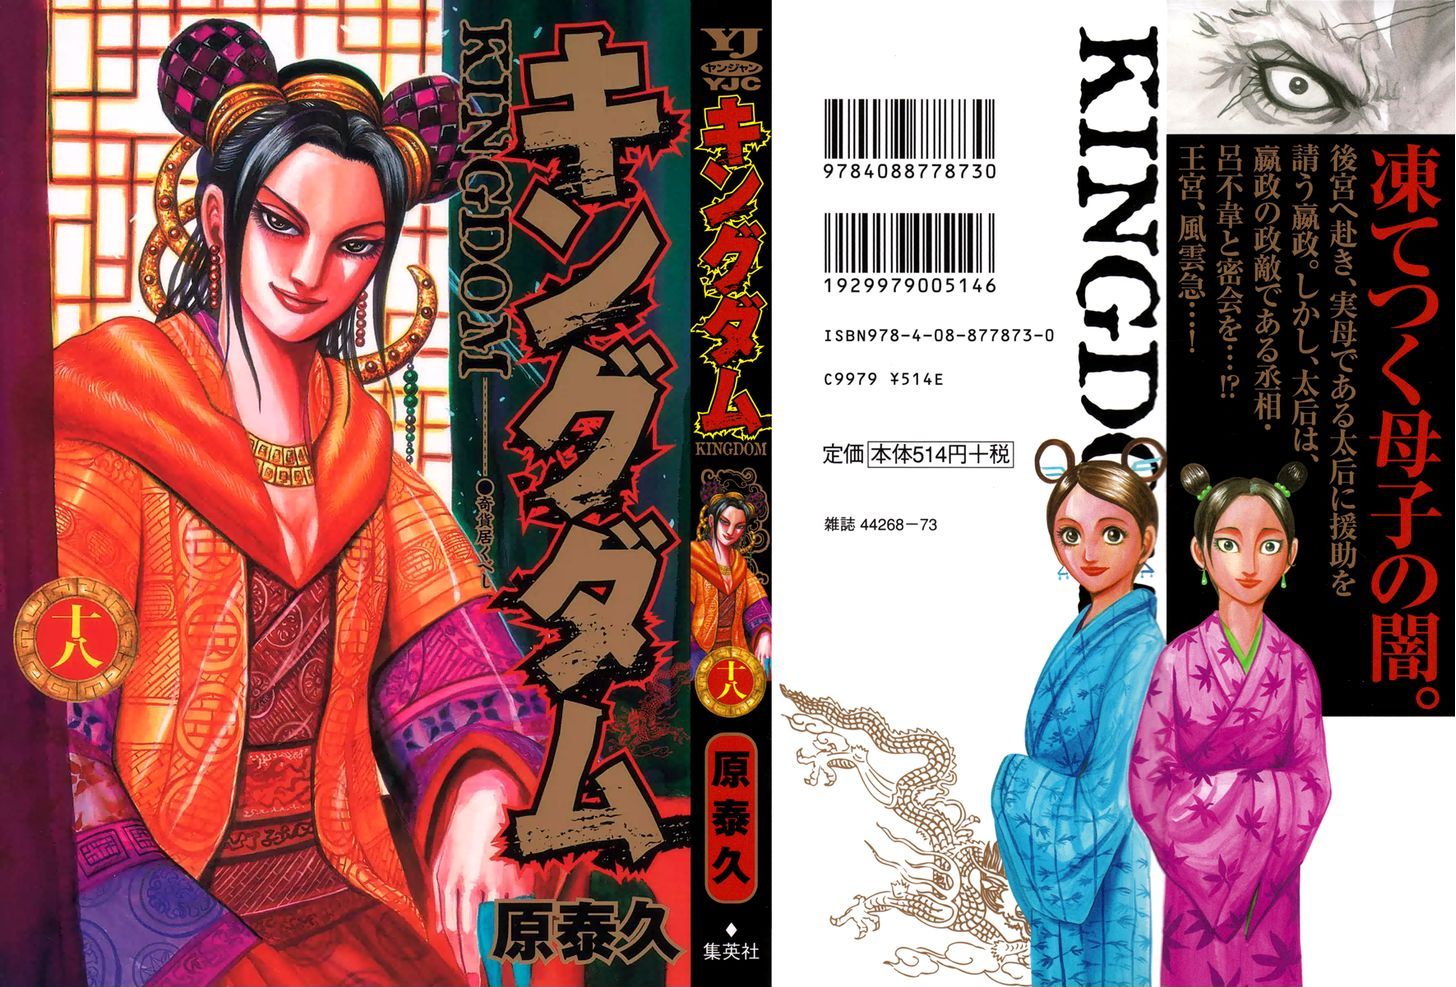 キングダム
KINGDOM
奇貨居くべし
十八
原泰久
YJ
ヤンジャン
YJC
キングダム
KINGDOM
十八
原泰久
集英社
9784088778730
1929979005146
ISBN978-4-08-877873-0
C9979 ¥514E
定価 本体514円+税
雑誌 44268-73
KINGDO
凍てつく母子の闇。
後宮へ赴き、実母である太后に援助を
請う嬴政。しかし、太后は、
嬴政の政敵である丞相・
呂不韋と密会を…!?
王宮、風雲急…!